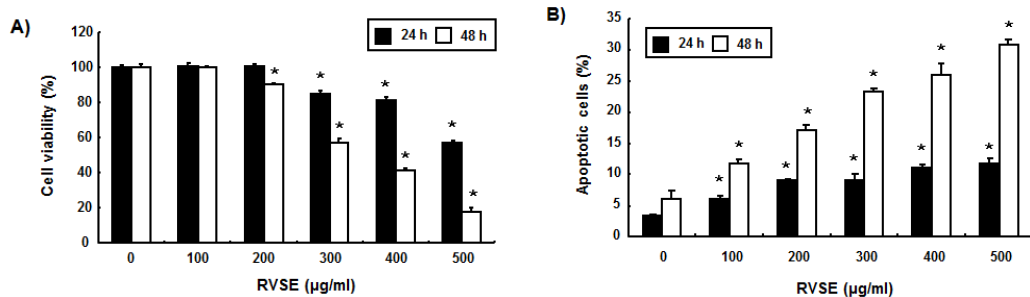 A)
24 h 48 h
Cell viability (%)
120
100
80
60
40
20
0
* * * * * * *
0 100 200 300 400 500
RVSE (µg/ml)
B)
24 h 48 h
Apoptotic cells (%)
35
30
25
20
15
10
5
0
* * * * * * * * * *
0 100 200 300 400 500
RVSE (µg/ml)